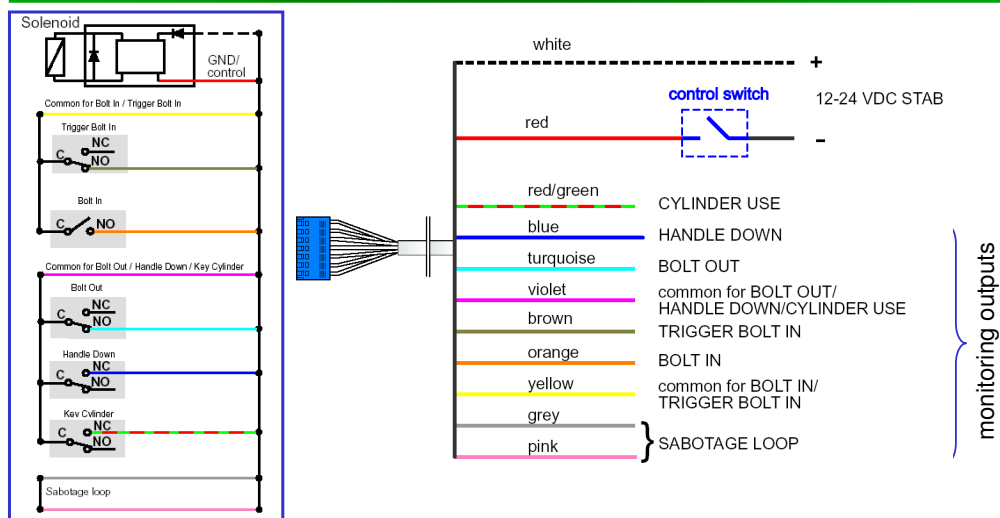 Solenoid
GND/
control
Common for Bolt In / Trigger Bolt In
Trigger Bolt In
NC
C
NO
Bolt In
C NO
Common for Bolt Out / Handle Down / Key Cylinder
Bolt Out
NC
C
NO
Handle Down
NC
C
NO
Key Cylinder
NC
C
NO
Sabotage loop
white
+
control switch
12-24 VDC STAB
red
–
red/green
CYLINDER USE
blue
HANDLE DOWN
turquoise
BOLT OUT
violet
common for BOLT OUT/
HANDLE DOWN/CYLINDER USE
brown
TRIGGER BOLT IN
orange
BOLT IN
yellow
common for BOLT IN/
TRIGGER BOLT IN
grey
pink
} SABOTAGE LOOP
monitoring outputs